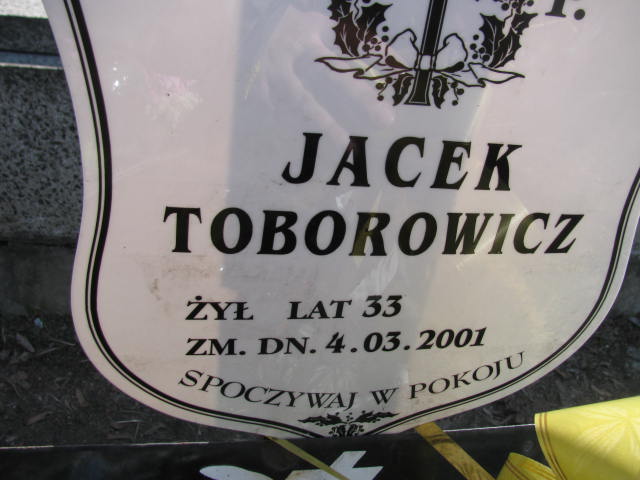 P.
JACEK
TOBOROWICZ
ŻYŁ LAT 33
ZM. DN. 4.03.2001
SPOCZYWAJ W POKOJU